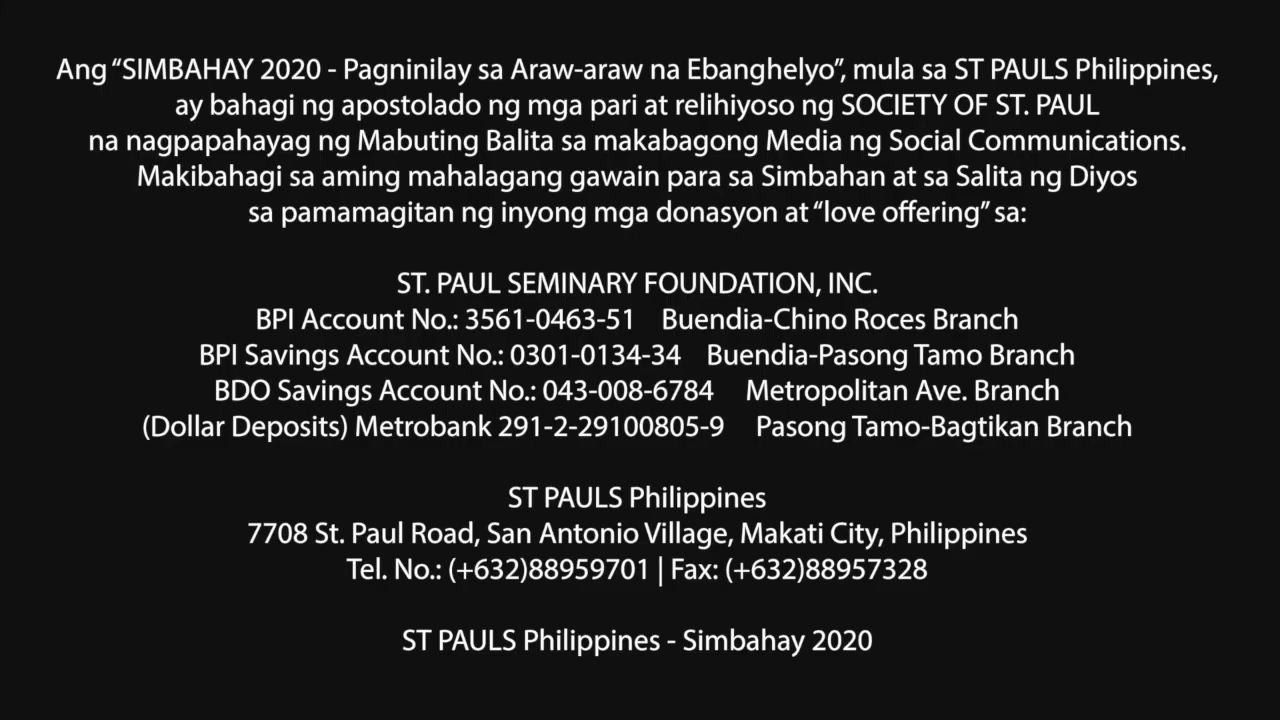 Ang “SIMBAHAY 2020 - Pagninilay sa Araw-araw na Ebanghelyo”, mula sa ST PAULS Philippines,
ay bahagi ng apostolado ng mga pari at relihiyoso ng SOCIETY OF ST. PAUL
na nagpapahayag ng Mabuting Balita sa makabagong Media ng Social Communications.
Makibahagi sa aming mahalagang gawain para sa Simbahan at sa Salita ng Diyos
sa pamamagitan ng inyong mga donasyon at “love offering” sa:
ST. PAUL SEMINARY FOUNDATION, INC.
BPI Account No.: 3561-0463-51 Buendia-Chino Roces Branch
BPI Savings Account No.: 0301-0134-34 Buendia-Pasong Tamo Branch
BDO Savings Account No.: 043-008-6784 Metropolitan Ave. Branch
(Dollar Deposits) Metrobank 291-2-29100805-9 Pasong Tamo-Bagtikan Branch
ST PAULS Philippines
7708 St. Paul Road, San Antonio Village, Makati City, Philippines
Tel. No.: (+632)88959701 | Fax: (+632)88957328
ST PAULS Philippines - Simbahay 2020